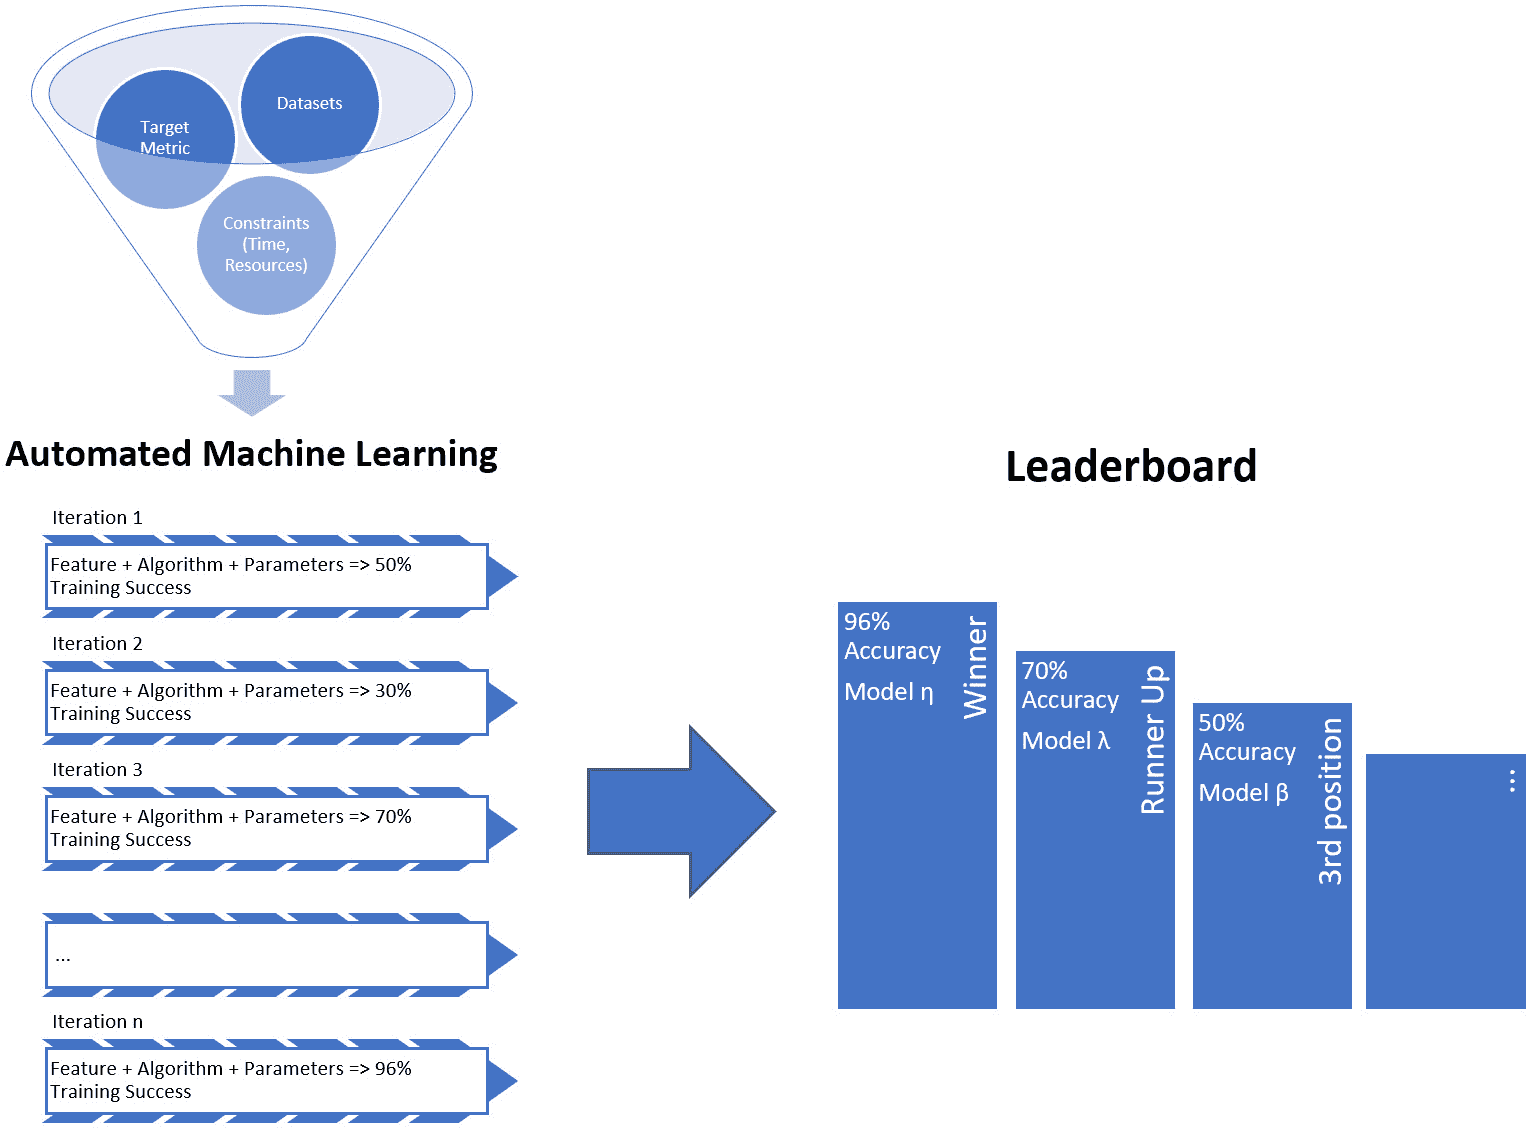 Datasets
Target
Metric
Constraints
(Time,
Resources)
Automated Machine Learning
Iteration 1
Feature + Algorithm + Parameters => 50%
Training Success
Iteration 2
Feature + Algorithm + Parameters => 30%
Training Success
Iteration 3
Feature + Algorithm + Parameters => 70%
Training Success
...
Iteration n
Feature + Algorithm + Parameters => 96%
Training Success
Leaderboard
96%
Accuracy
Model η
Winner
70%
Accuracy
Model λ
Runner Up
50%
Accuracy
Model β
3rd position
...